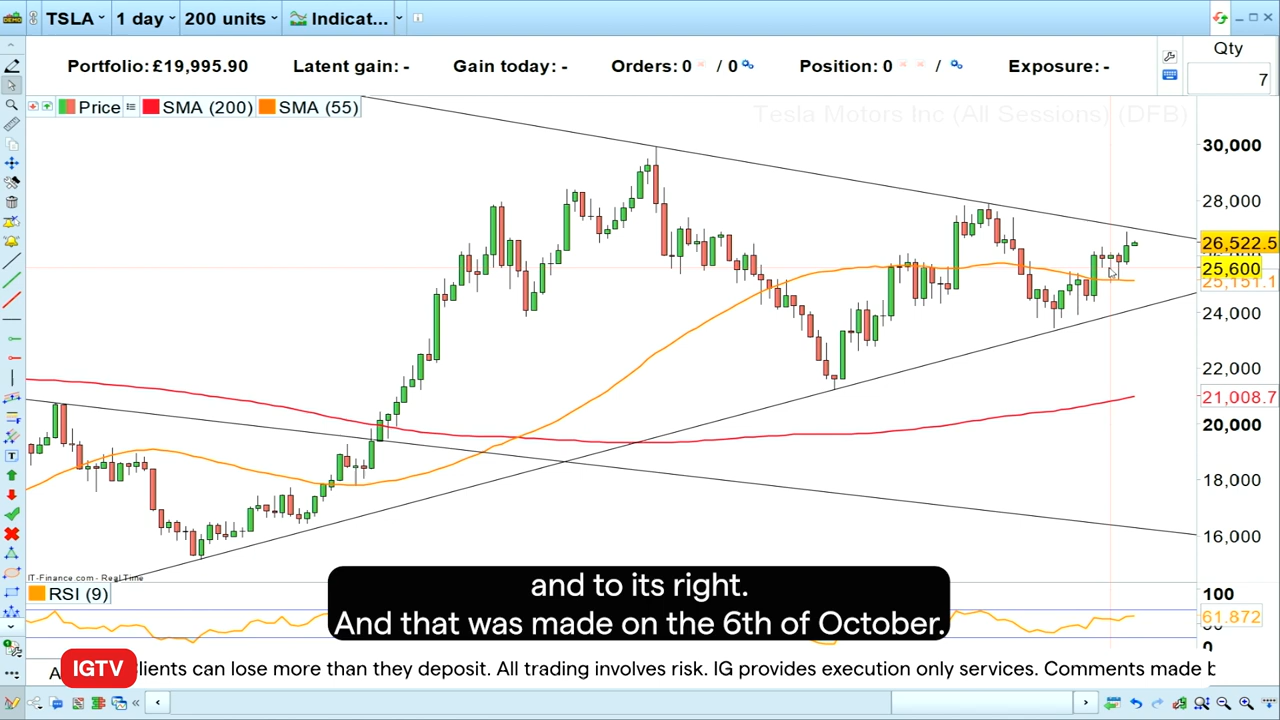 DEMO TSLA 1 day 200 units Indicat...
Portfolio: £19,995.90 Latent gain: - Gain today: - Orders: 0 / 0 Position: 0 / Exposure: - Qty
7
Price SMA (200) SMA (55)
Tesla Motors Inc (All Sessions) (DFB)
30,000
28,000
26,522.5
25,600
25,151.1
24,000
22,000
21,008.7
20,000
18,000
16,000
IT-Finance.com - Real Time
and to its right.
And that was made on the 6th of October.
RSI (9)
100
61.872
0
IGTV
clients can lose more than they deposit. All trading involves risk. IG provides execution only services. Comments made b